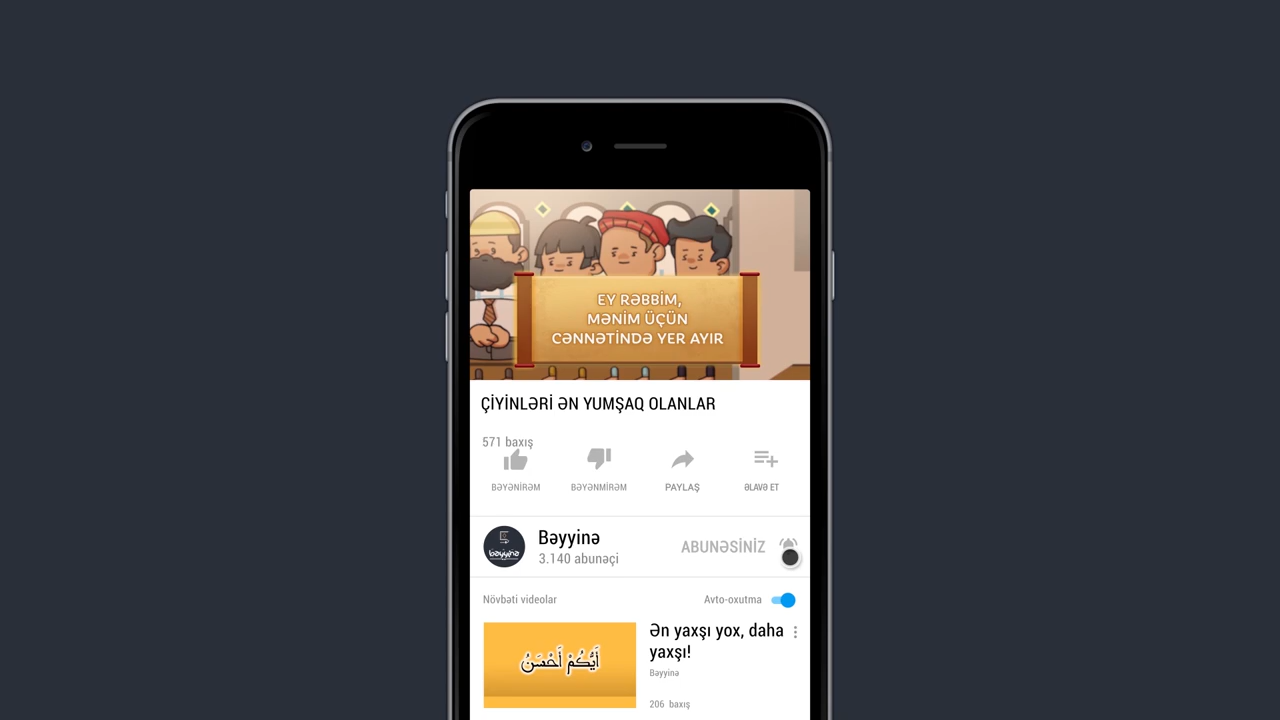 EY RƏBBİM,
MƏNİM ÜÇÜN
CƏNNƏTİNDƏ YER AYIR
ÇİYİNLƏRİ ƏN YUMŞAQ OLANLAR
571 baxış
BƏYƏNİRƏM BƏYƏNMİRƏM PAYLAŞ ƏLAVƏ ET
bəyyinə
Bəyyinə
ABUNƏSİNİZ
3.140 abunəçi
Növbəti videolar
Avto-oxutma
أَيُّكُمْ أَحْسَنُ
Ən yaxşı yox, daha
yaxşı!
Bəyyinə
206 baxış